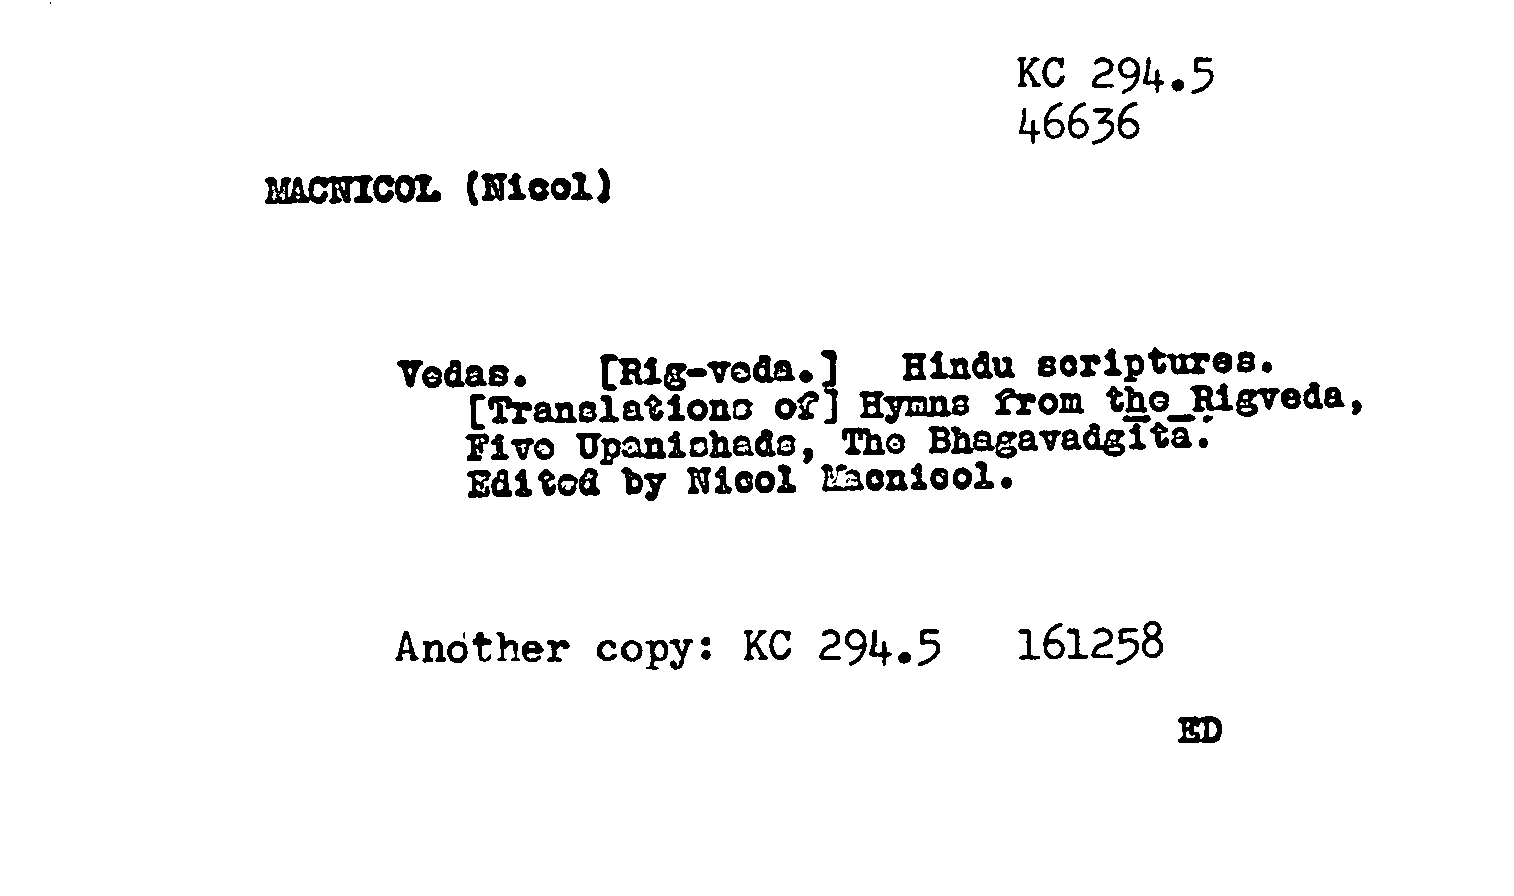 KC 294.5
46636
MACNICOL (Nicol)
Vedas. [Rig-veda.] Hindu scriptures.
[Translations of] Hymns from the Rigveda,
Five Upanishads, The Bhagavadgītā.
Edited by Nicol Macnicol.
Another copy: KC 294.5 161258
ED